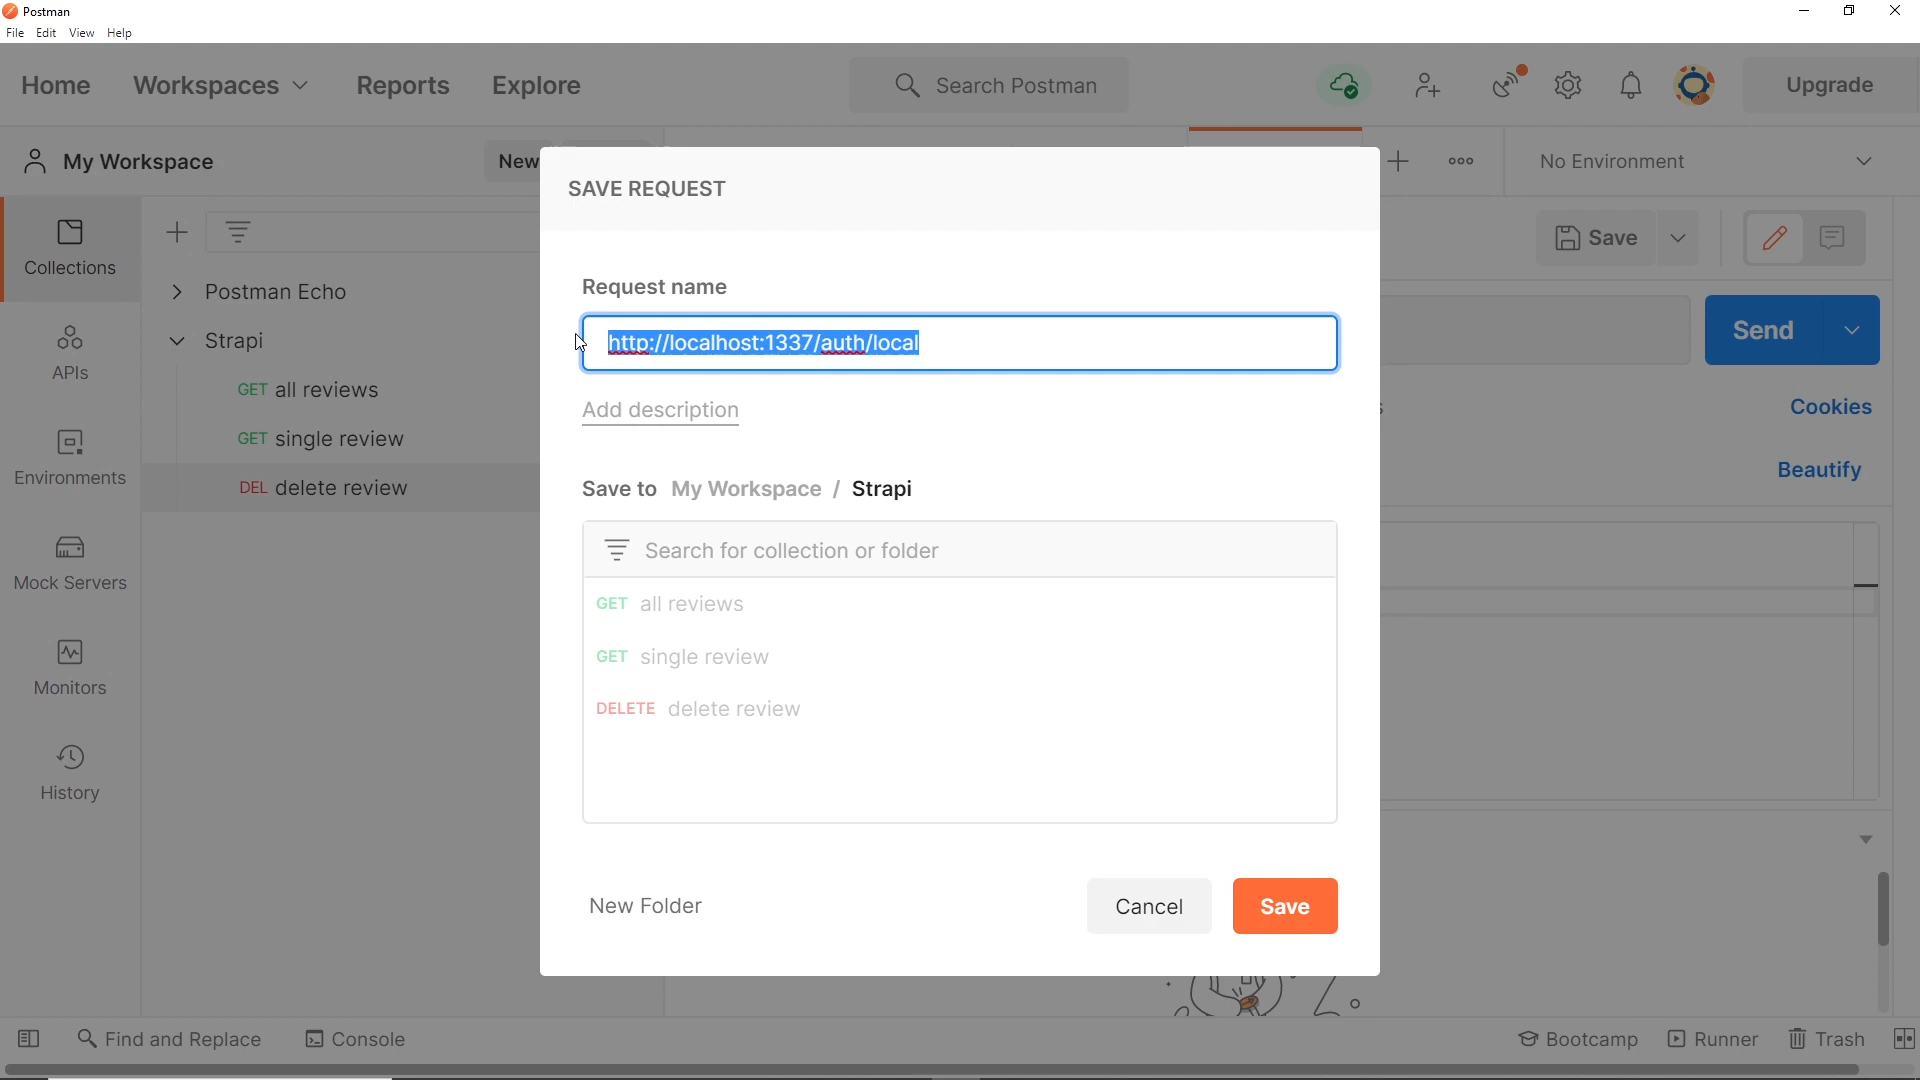 Postman
File Edit View Help
Home Workspaces Reports Explore Search Postman Upgrade
My Workspace New No Environment
SAVE REQUEST
Save
Collections
Request name
Postman Echo
http://localhost:1337/auth/local Send
Strapi
APIs
GET all reviews
Add description Cookies
GET single review
Environments Beautify
DEL delete review
Save to My Workspace / Strapi
Search for collection or folder
Mock Servers
GET all reviews
GET single review
Monitors
DELETE delete review
History
New Folder Cancel Save
Find and Replace Console Bootcamp Runner Trash